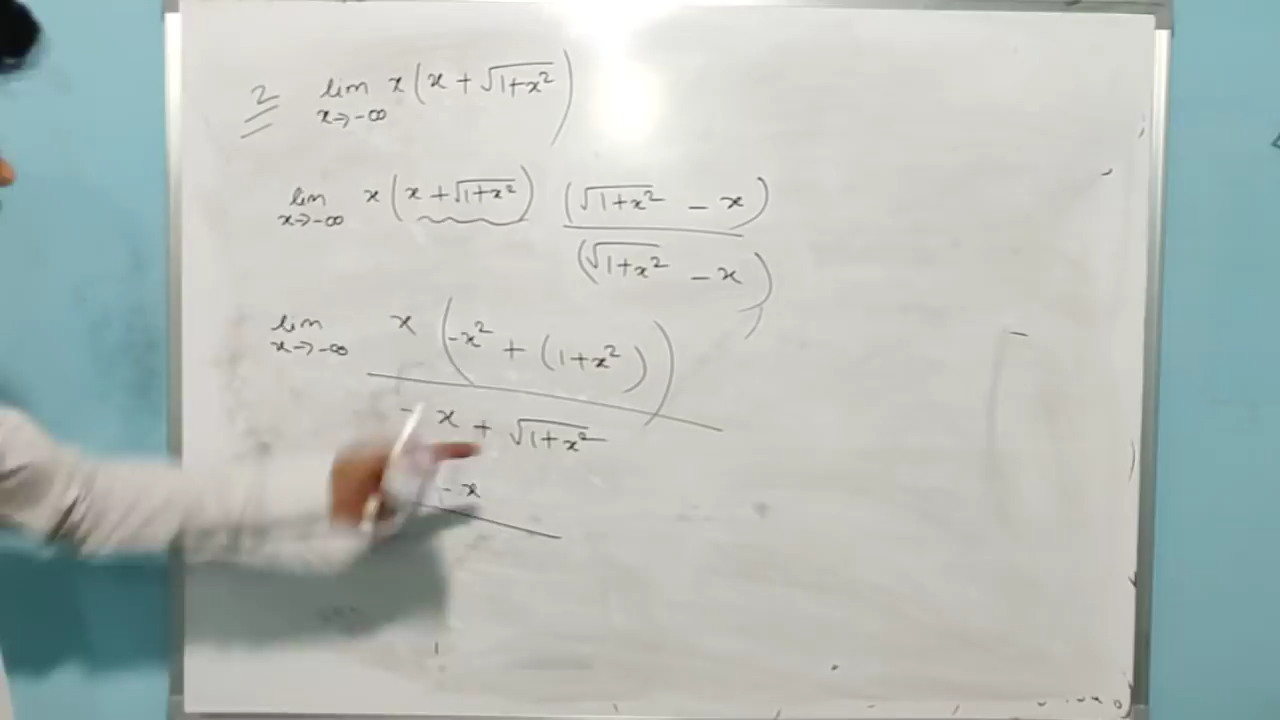 2 lim x→-∞ x(x + √(1+x²))
lim x→-∞ x(x + √(1+x²)) (√(1+x²) - x) / (√(1+x²) - x)
lim x→-∞ x(-x² + (1+x²)) / - x + √(1+x²)
- x